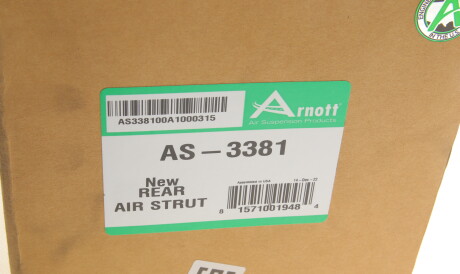 Arnott
Air Suspension Products
AS338100A1000315
AS-3381
New
REAR
AIR STRUT
8 1571001948 4